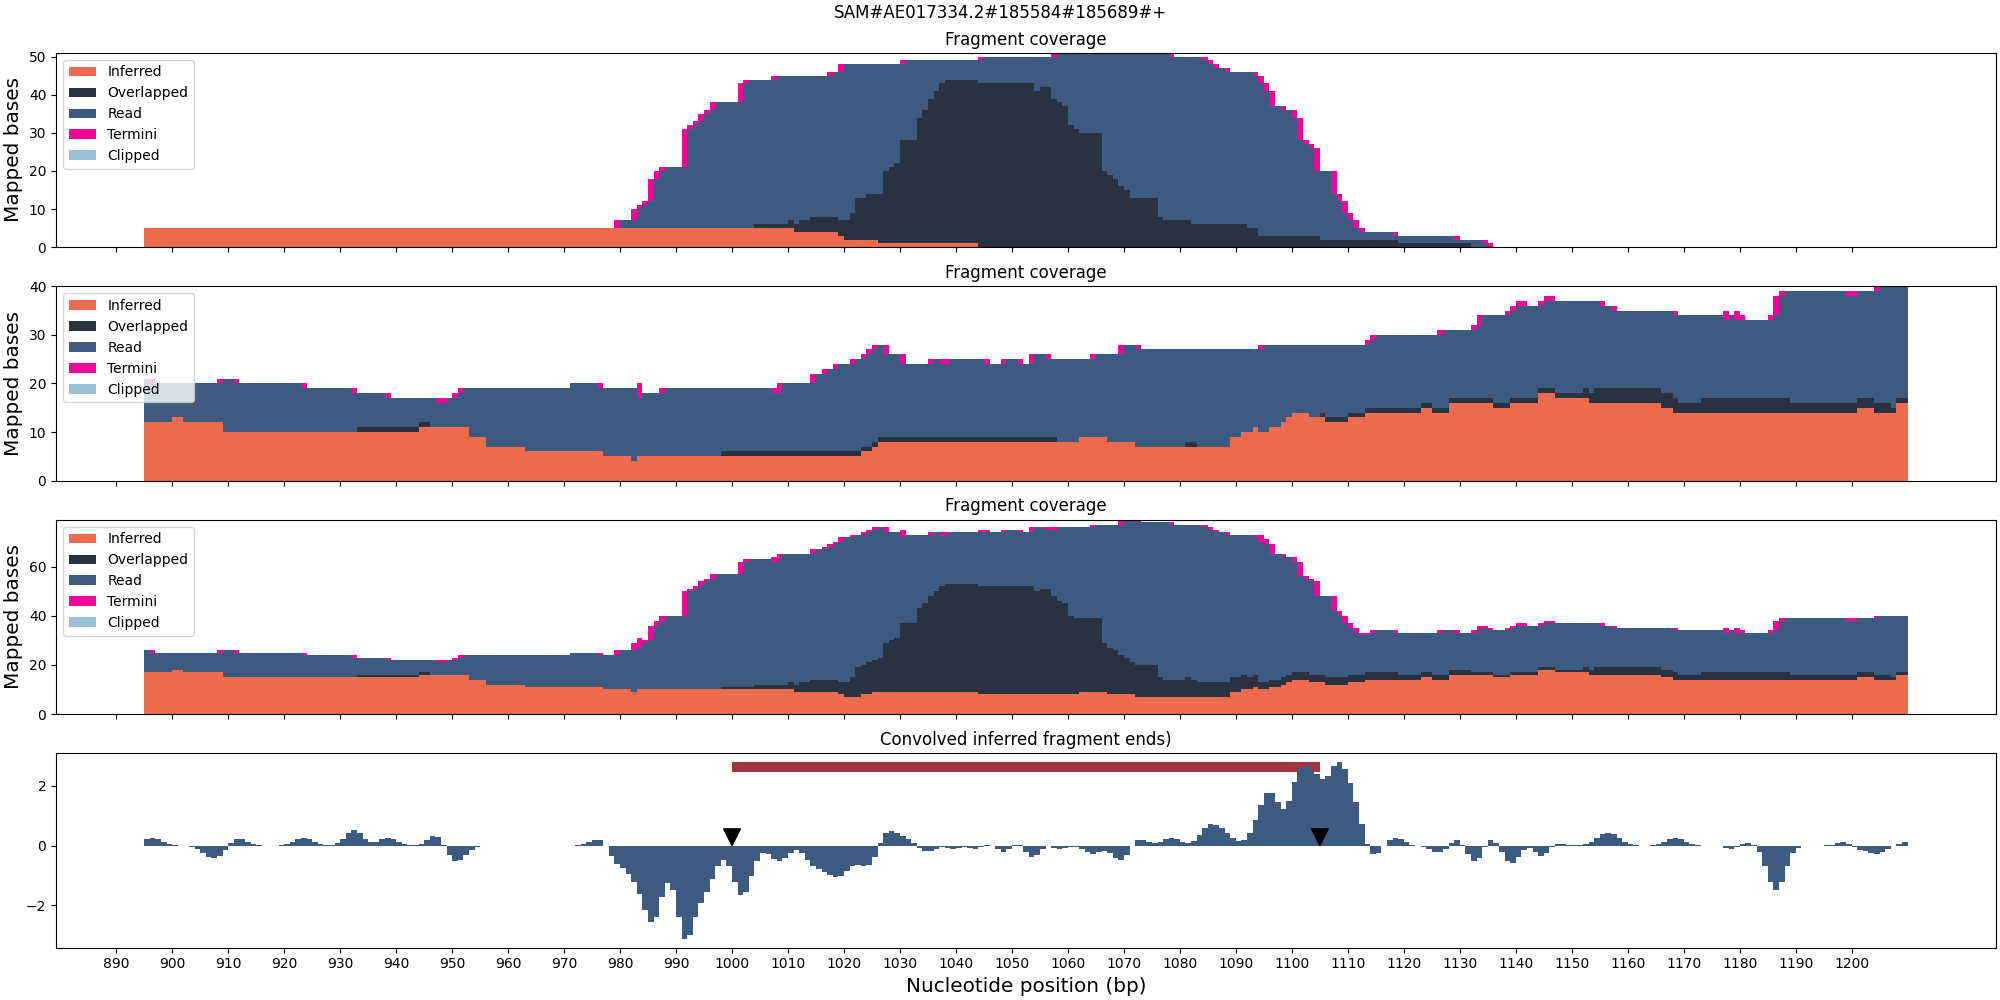 SAM#AE017334.2#185584#185689#+
Fragment coverage
Mapped bases
50
40
30
20
10
0
Inferred
Overlapped
Read
Termini
Clipped
Fragment coverage
Mapped bases
40
30
20
10
0
Inferred
Overlapped
Read
Termini
Clipped
Fragment coverage
Mapped bases
60
40
20
0
Inferred
Overlapped
Read
Termini
Clipped
Convolved inferred fragment ends)
2
0
−2
890 900 910 920 930 940 950 960 970 980 990 1000 1010 1020 1030 1040 1050 1060 1070 1080 1090 1100 1110 1120 1130 1140 1150 1160 1170 1180 1190 1200
Nucleotide position (bp)